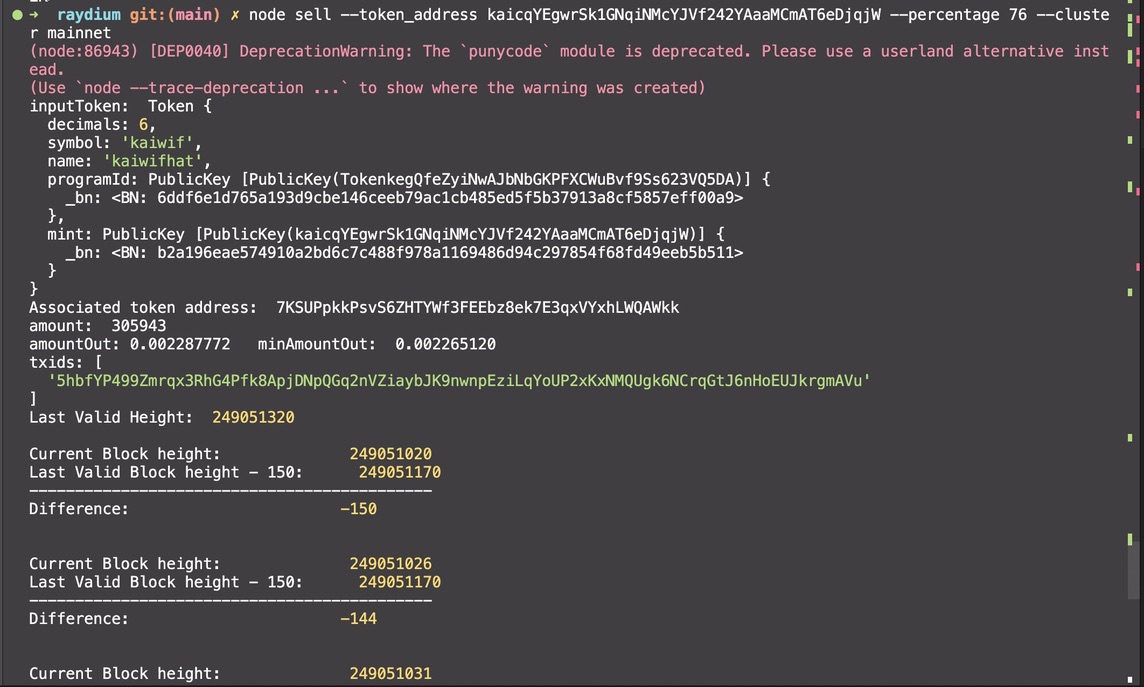 ➜ raydium git:(main) ✗ node sell --token_address kaicqYEgwrSk1GNqiNMcYJVf242YAaaMCmAT6eDjqjW --percentage 76 --cluste
r mainnet
(node:86943) [DEP0040] DeprecationWarning: The `punycode` module is deprecated. Please use a userland alternative inst
ead.
(Use `node --trace-deprecation ...` to show where the warning was created)
inputToken:  Token {
  decimals: 6,
  symbol: 'kaiwif',
  name: 'kaiwifhat',
  programId: PublicKey [PublicKey(TokenkegQfeZyiNwAJbNbGKPFXCWuBvf9Ss623VQ5DA)] {
    _bn: <BN: 6ddf6e1d765a193d9cbe146ceeb79ac1cb485ed5f5b37913a8cf5857eff00a9>
  },
  mint: PublicKey [PublicKey(kaicqYEgwrSk1GNqiNMcYJVf242YAaaMCmAT6eDjqjW)] {
    _bn: <BN: b2a196eae574910a2bd6c7c488f978a1169486d94c297854f68fd49eeb5b511>
  }
}
Associated token address:  7KSUPpkkPsvS6ZHTYWf3FEEbz8ek7E3qxVYxhLWQAWkk
amount:  305943
amountOut: 0.002287772   minAmountOut:  0.002265120
txids: [
  '5hbfYP499Zmrqx3RhG4Pfk8ApjDNpQGq2nVZiaybJK9nwnpEziLqYoUP2xKxNMQUgk6NCrqGtJ6nHoEUJkrgmAVu'
]
Last Valid Height:  249051320
Current Block height:              249051020
Last Valid Block height - 150:      249051170
--------------------------------------------
Difference:                       -150
Current Block height:              249051026
Last Valid Block height - 150:      249051170
--------------------------------------------
Difference:                       -144
Current Block height:              249051031